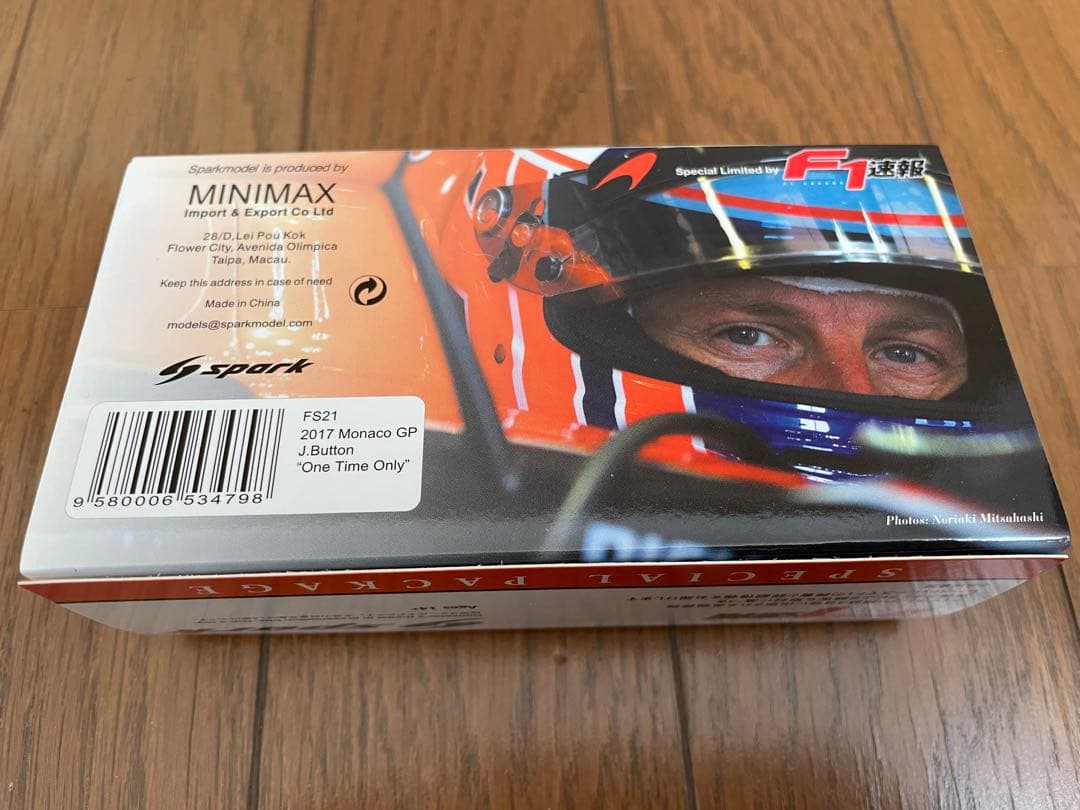 Sparkmodel is produced by
MINIMAX
Import & Export Co Ltd
28/D, Lei Pou Kok
Flower City, Avenida Olimpica
Taipa, Macau.
Keep this address in case of need
Made in China
models@sparkmodel.com
spark
FS21
2017 Monaco GP
J.Button
“One Time Only”
9 580006 534798
Special Limited by F1速報
Photos: Noriaki Mitsuhashi
SPECIAL PACKAGE
Ages 14+